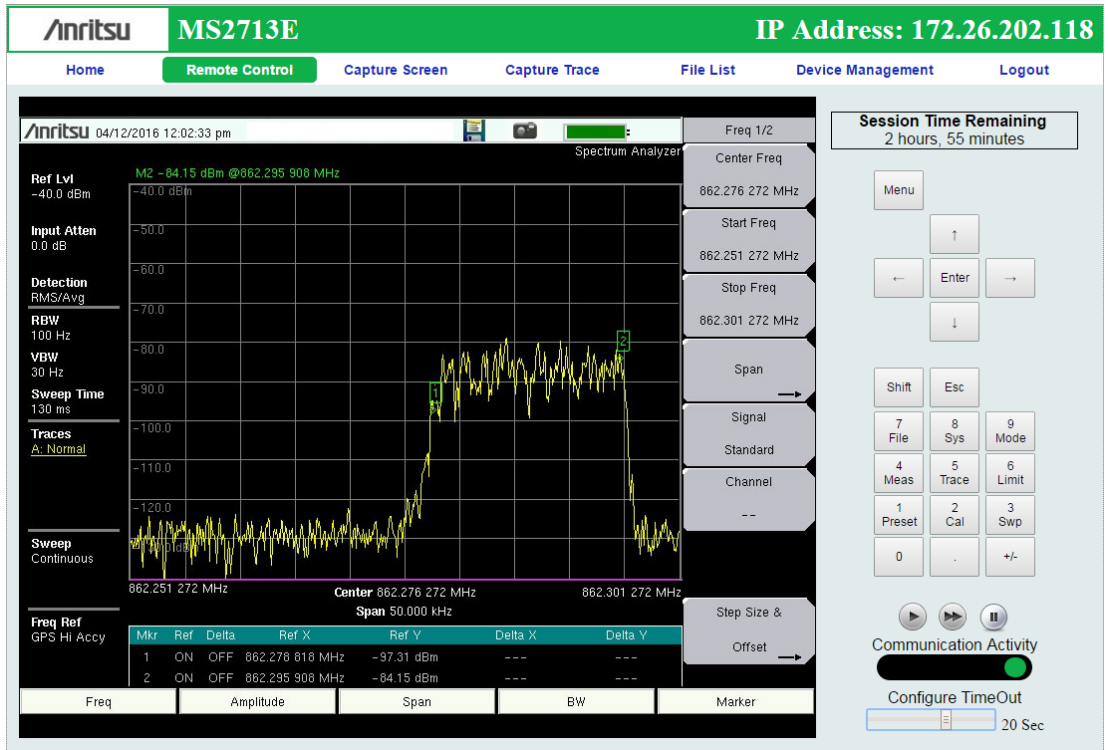 Anritsu MS2713E IP Address: 172.26.202.118
Home Remote Control Capture Screen Capture Trace File List Device Management Logout
Anritsu 04/12/2016 12:02:33 pm
Spectrum Analyzer
M2 -84.15 dBm @862.295 908 MHz
Ref Lvl
-40.0 dBm
Input Atten
0.0 dB
Detection
RMS/Avg
RBW
100 Hz
VBW
30 Hz
Sweep Time
130 ms
Traces
A: Normal
Sweep
Continuous
Freq Ref
GPS Hi Accy
-40.0 dBm
-50.0
-60.0
-70.0
-80.0
-90.0
-100.0
-110.0
-120.0
1
2
862.251 272 MHz Center 862.276 272 MHz 862.301 272 MHz
Span 50.000 kHz
Mkr Ref Delta Ref X Ref Y Delta X Delta Y
1 ON OFF 862.278 818 MHz -97.31 dBm --- ---
2 ON OFF 862.295 908 MHz -84.15 dBm --- ---
Freq Amplitude Span BW Marker
Freq 1/2
Center Freq
862.276 272 MHz
Start Freq
862.251 272 MHz
Stop Freq
862.301 272 MHz
Span
Signal
Standard
Channel
--
Step Size &
Offset
Session Time Remaining
2 hours, 55 minutes
Menu
↑
← Enter →
↓
Shift Esc
7 8 9
File Sys Mode
4 5 6
Meas Trace Limit
1 2 3
Preset Cal Swp
0 . +/-
Communication Activity
Configure TimeOut
20 Sec